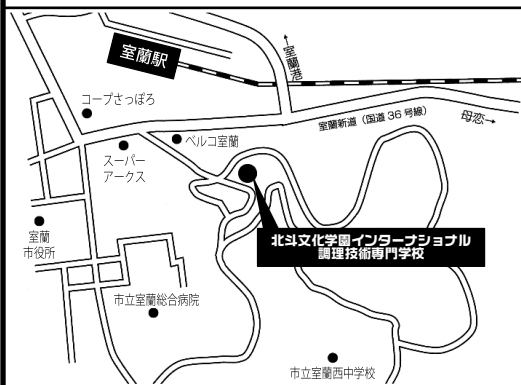 室蘭駅
←室蘭港
コープさっぽろ
室蘭新道(国道36号線)
母恋→
ベルコ室蘭
スーパー
アークス
室蘭
市役所
北斗文化学園インターナショナル
調理技術専門学校
市立室蘭総合病院
市立室蘭西中学校